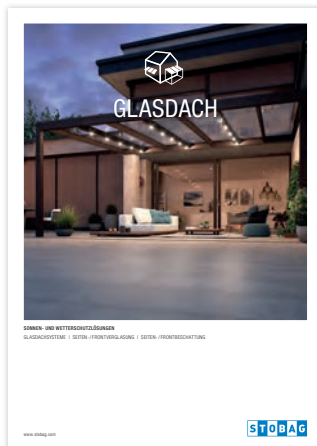 GLASDACH
SONNEN- UND WETTERSCHUTZLÖSUNGEN
GLASDACHSYSTEME | SEITEN-/FRONTVERGLASUNG | SEITEN-/FRONTBESCHATTUNG
www.stobag.com
STOBAG